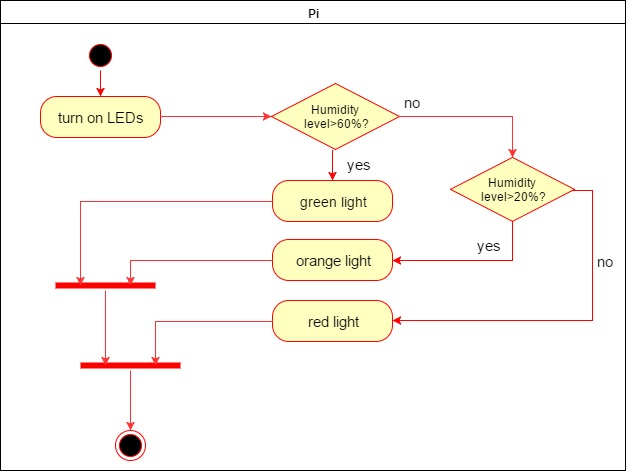 Pi
turn on LEDs
Humidity
level>60%?
no
yes
Humidity
level>20%?
green light
yes
orange light
no
red light